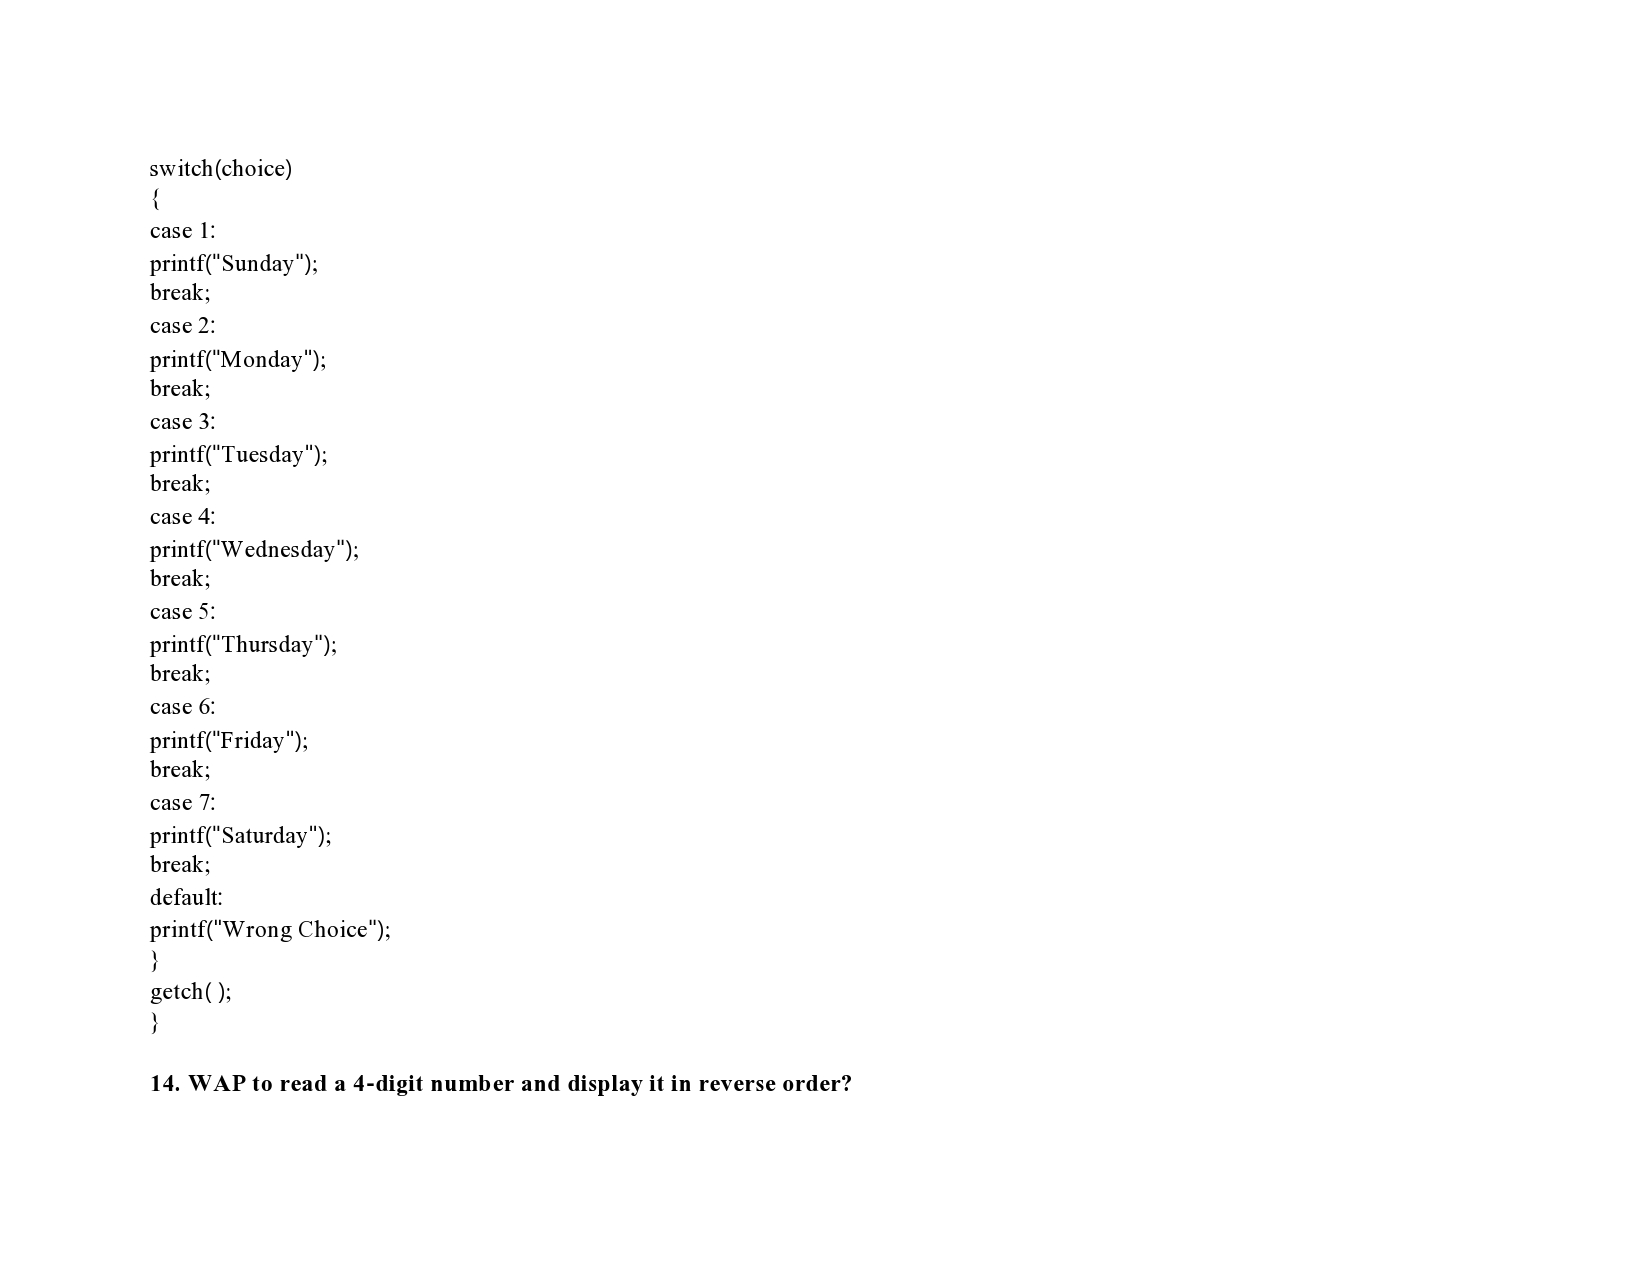 switch(choice)
{
case 1:
printf("Sunday");
break;
case 2:
printf("Monday");
break;
case 3:
printf("Tuesday");
break;
case 4:
printf("Wednesday");
break;
case 5:
printf("Thursday");
break;
case 6:
printf("Friday");
break;
case 7:
printf("Saturday");
break;
default:
printf("Wrong Choice");
}
getch( );
}
14. WAP to read a 4-digit number and display it in reverse order?